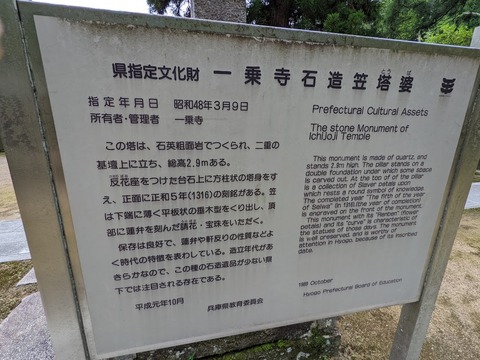 県指定文化財 一乗寺石造笠塔婆
指定年月日 昭和48年3月9日
所有者・管理者 一乗寺
この塔は、石英粗面岩でつくられ、二重の
基壇上に立ち、総高2.9mある。
反花座をつけた台石上に方柱状の塔身をす
え、正面に正和5年(1316)の刻銘がある。笠
は下端に薄く平板状の垂木型をくり出し、頂
部に蓮弁を刻んだ請花・宝珠をいただく。
保存は良好で、蓮弁や軒反りの性質などよ
く時代の特徴を表わしている。造立年代があ
きらかなので、この種の石造遺品が少ない県
下では注目される存在である。
平成元年10月 兵庫県教育委員会
Prefectural Cultural Assets
The stone Monument of
Ichijoji Temple
This monument is made of quartz, and
stands 2.9m high. The pillar stands on a
double foundation under which some space
is carved out. At the top of the pillar
is a collection of Slever petals upon
which rests a round symbol of knowledge.
The completed year "The fifth of the year
of Seiwa" (in 1316,the year of completion)
is engraved on the front of the monument.
This monument with its "Renben" (flower
petals) and its "curve" is characteristic of
the statues of those days. The monument
is well preserved, and is worthy of
attention in Hyogo, because of its inscribed
date.
1989 October
Hyogo Prefectural Board of Education